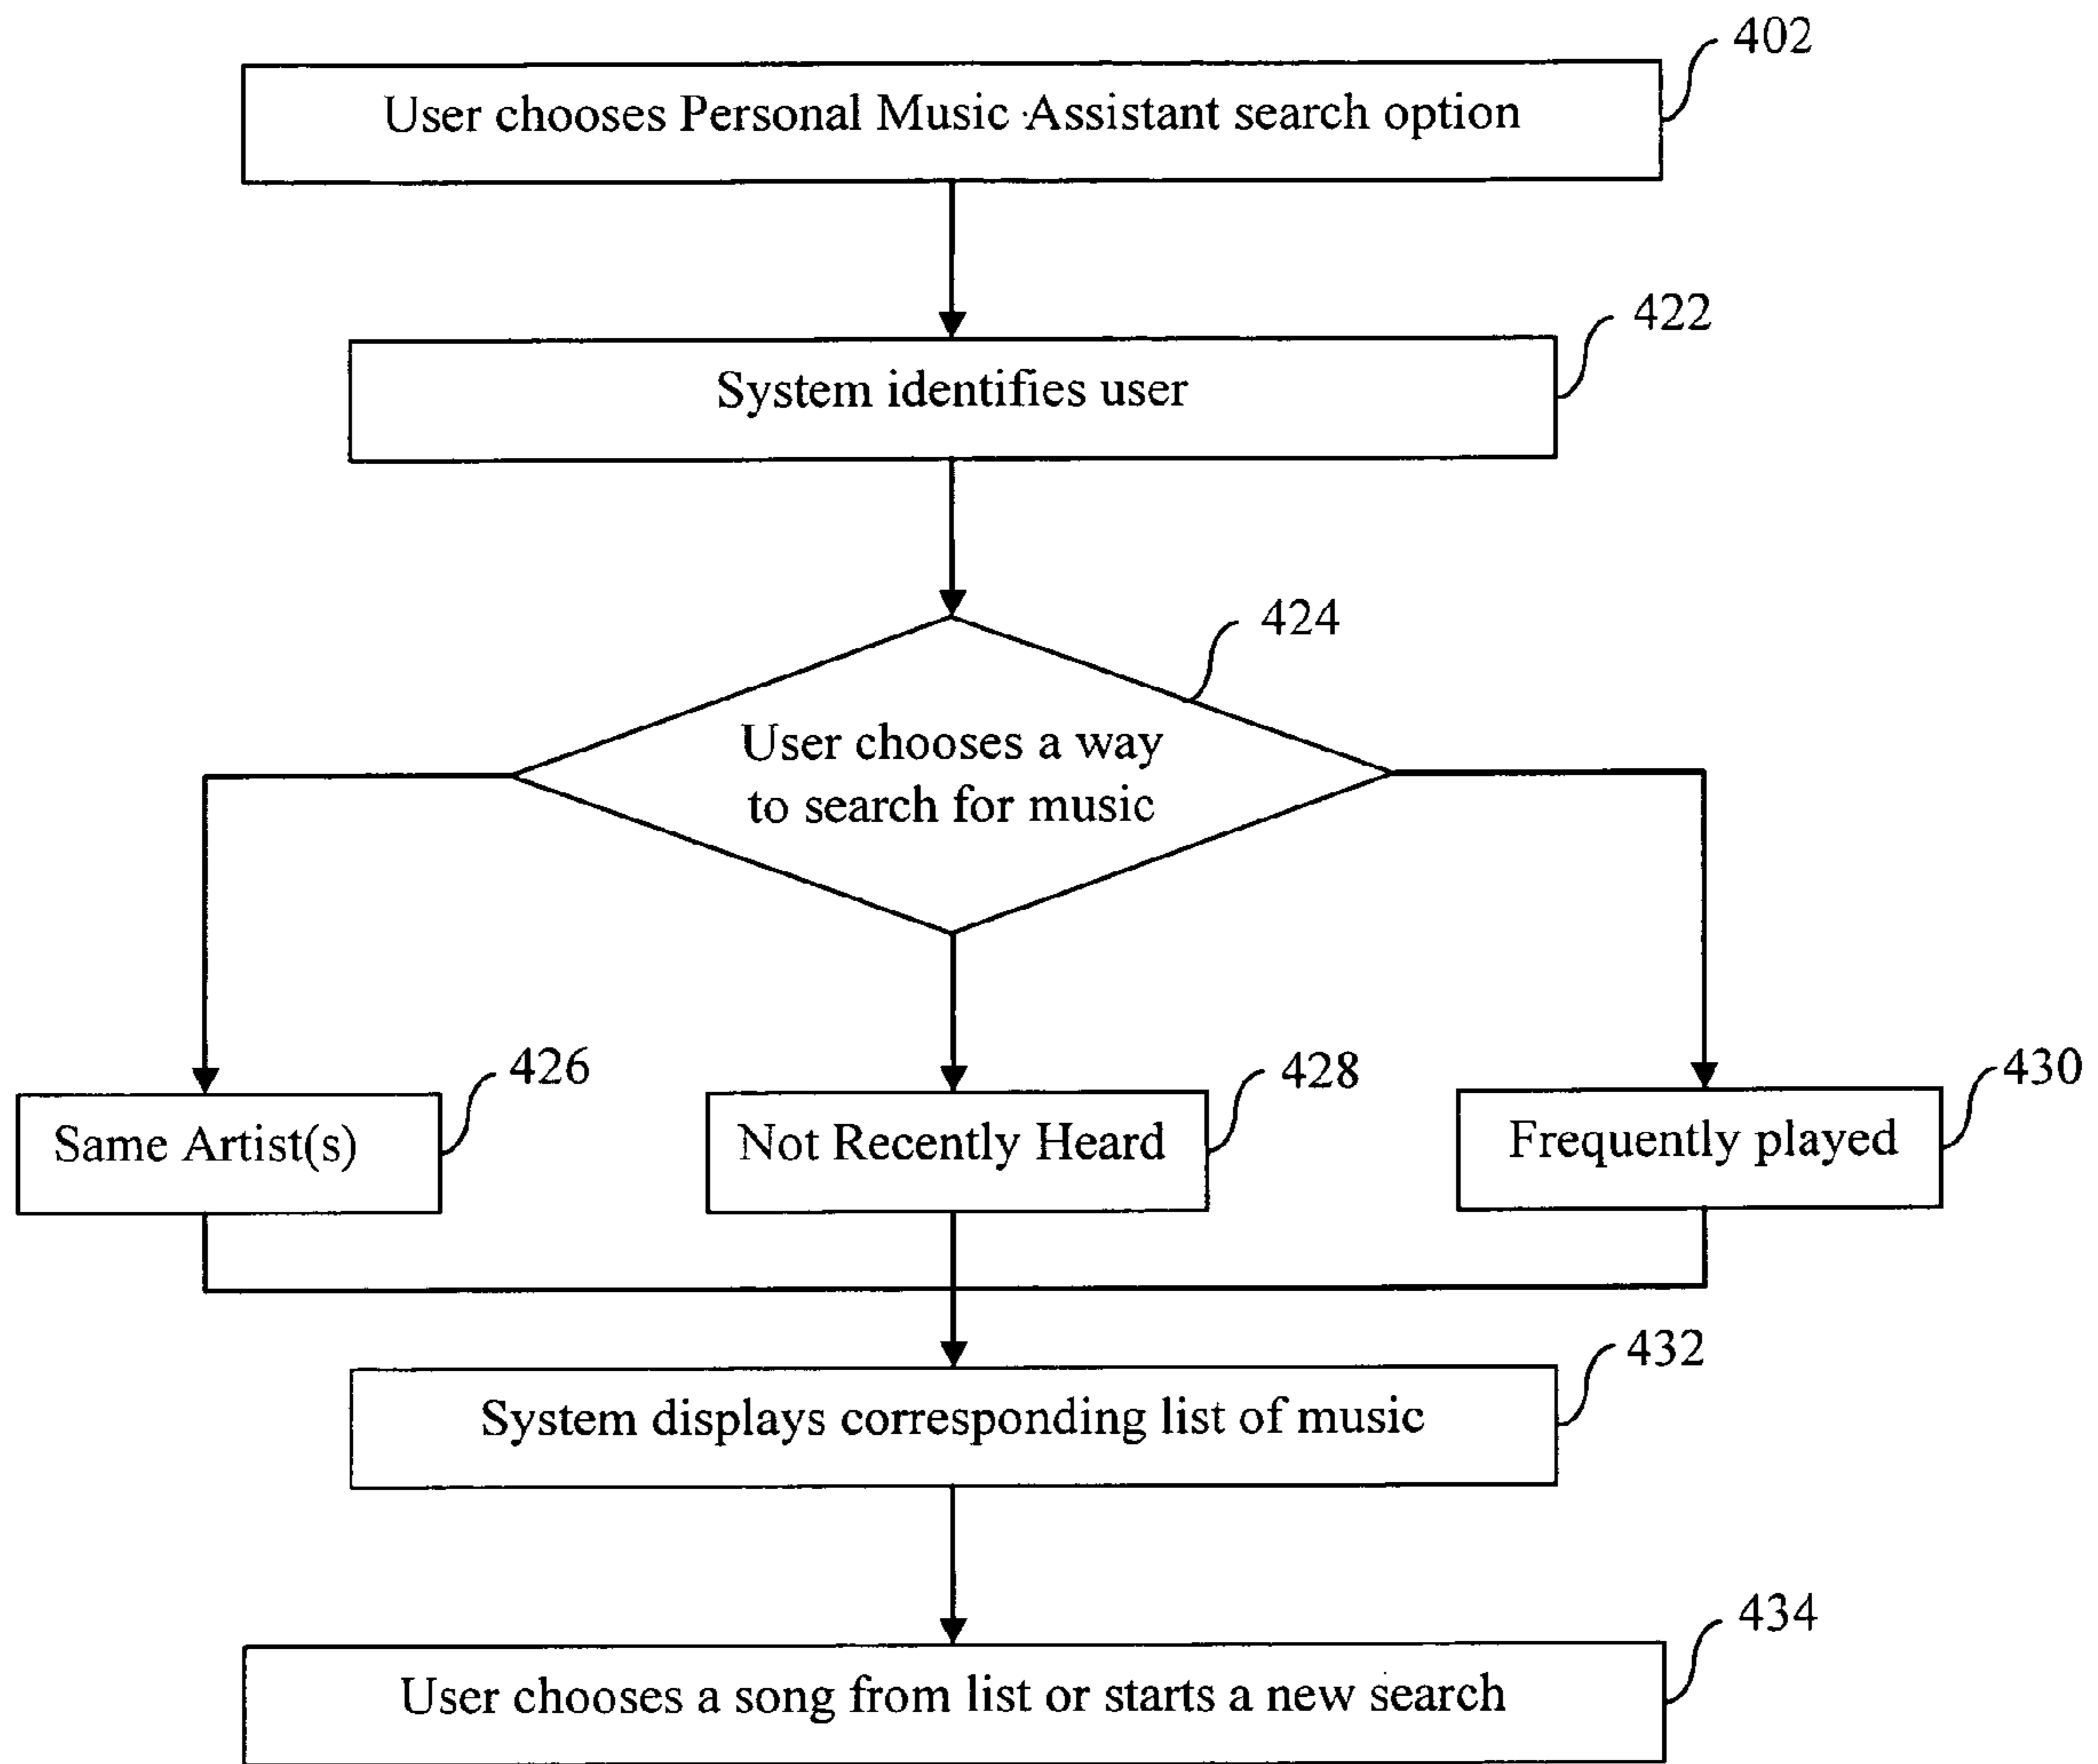 402
User chooses Personal Music Assistant search option
422
System identifies user
424
User chooses a way
to search for music
426
Same Artist(s)
428
Not Recently Heard
430
Frequently played
432
System displays corresponding list of music
434
User chooses a song from list or starts a new search